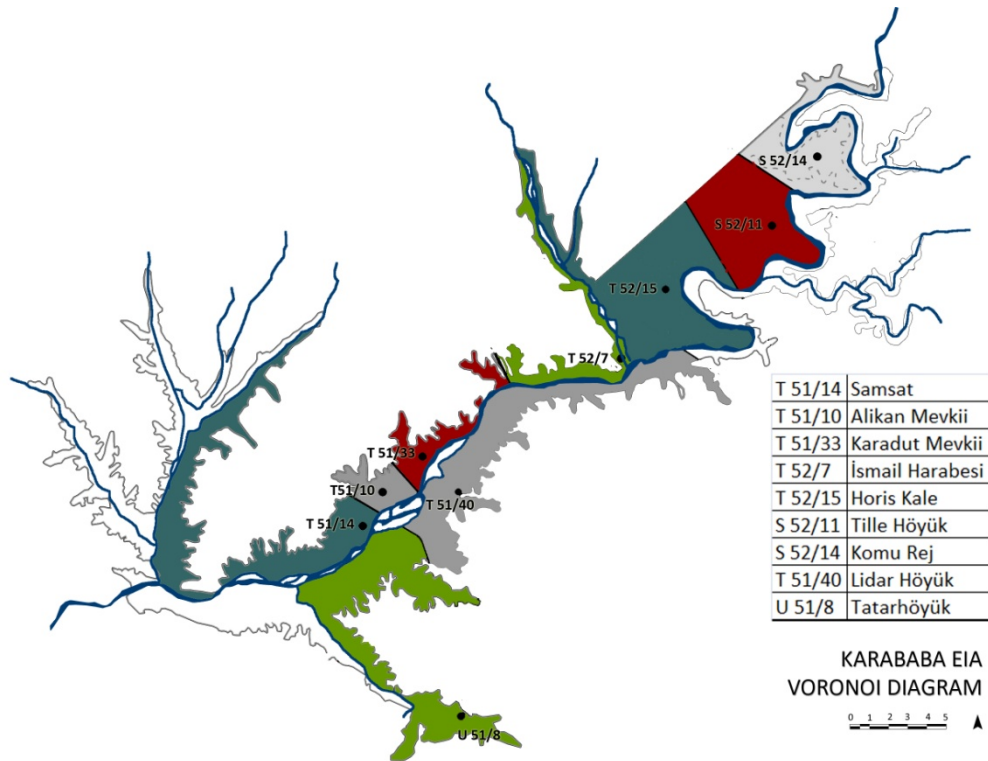 S 52/14
S 52/11
T 52/15
T 52/7
T 51/33
T51/10
T 51/40
T 51/14
U 51/8
T 51/14 Samsat
T 51/10 Alikan Mevkii
T 51/33 Karadut Mevkii
T 52/7 İsmail Harabesi
T 52/15 Horis Kale
S 52/11 Tille Höyük
S 52/14 Komu Rej
T 51/40 Lidar Höyük
U 51/8 Tatarhöyük
KARABABA EIA
VORONOI DIAGRAM
0 1 2 3 4 5